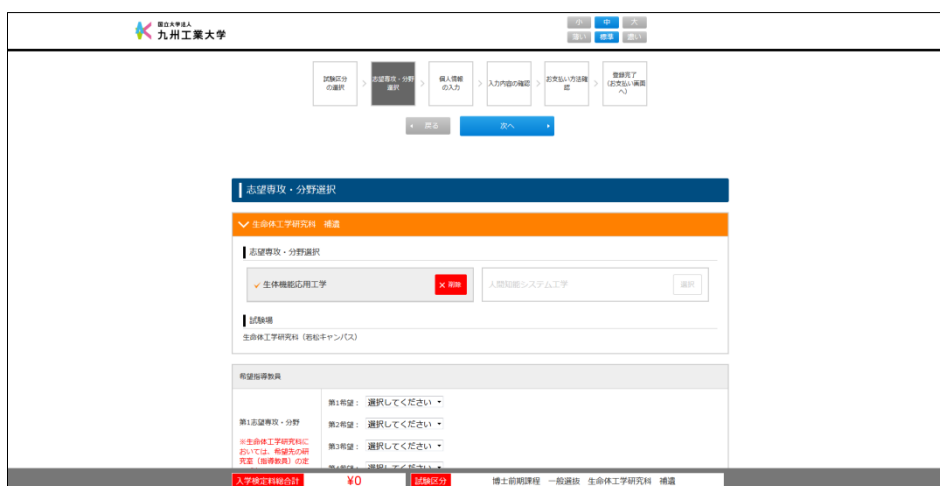 国立大学法人
九州工業大学
小 中 大
薄い 標準 濃い
試験区分
の選択
志望専攻・分野
選択
個人情報
の入力
入力内容の確認
お支払い方法確
認
登録完了
(お支払い画面
へ)
戻る
次へ
志望専攻・分野選択
生命体工学研究科 補遺
志望専攻・分野選択
生体機能応用工学
× 削除
人間知能システム工学
選択
試験場
生命体工学研究科(若松キャンパス)
希望指導教員
第1志望専攻・分野
※生命体工学研究科に
おいては、希望先の研
究室(指導教員)の定
第1希望: 選択してください
第2希望: 選択してください
第3希望: 選択してください
第4希望: 選択してください
入学検定料総合計 ¥0 試験区分 博士前期課程 一般選抜 生命体工学研究科 補遺